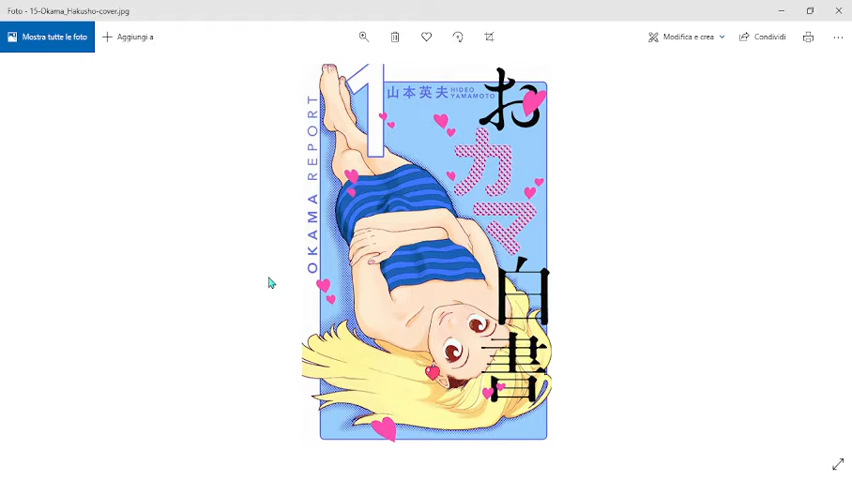 Foto - 15-Okama_Hakusho-cover.jpg
Mostra tutte le foto
Aggiungi a
Modifica e crea
Condividi
1
山本英夫
HIDEO
YAMAMOTO
おカマ白書
OKAMA REPORT